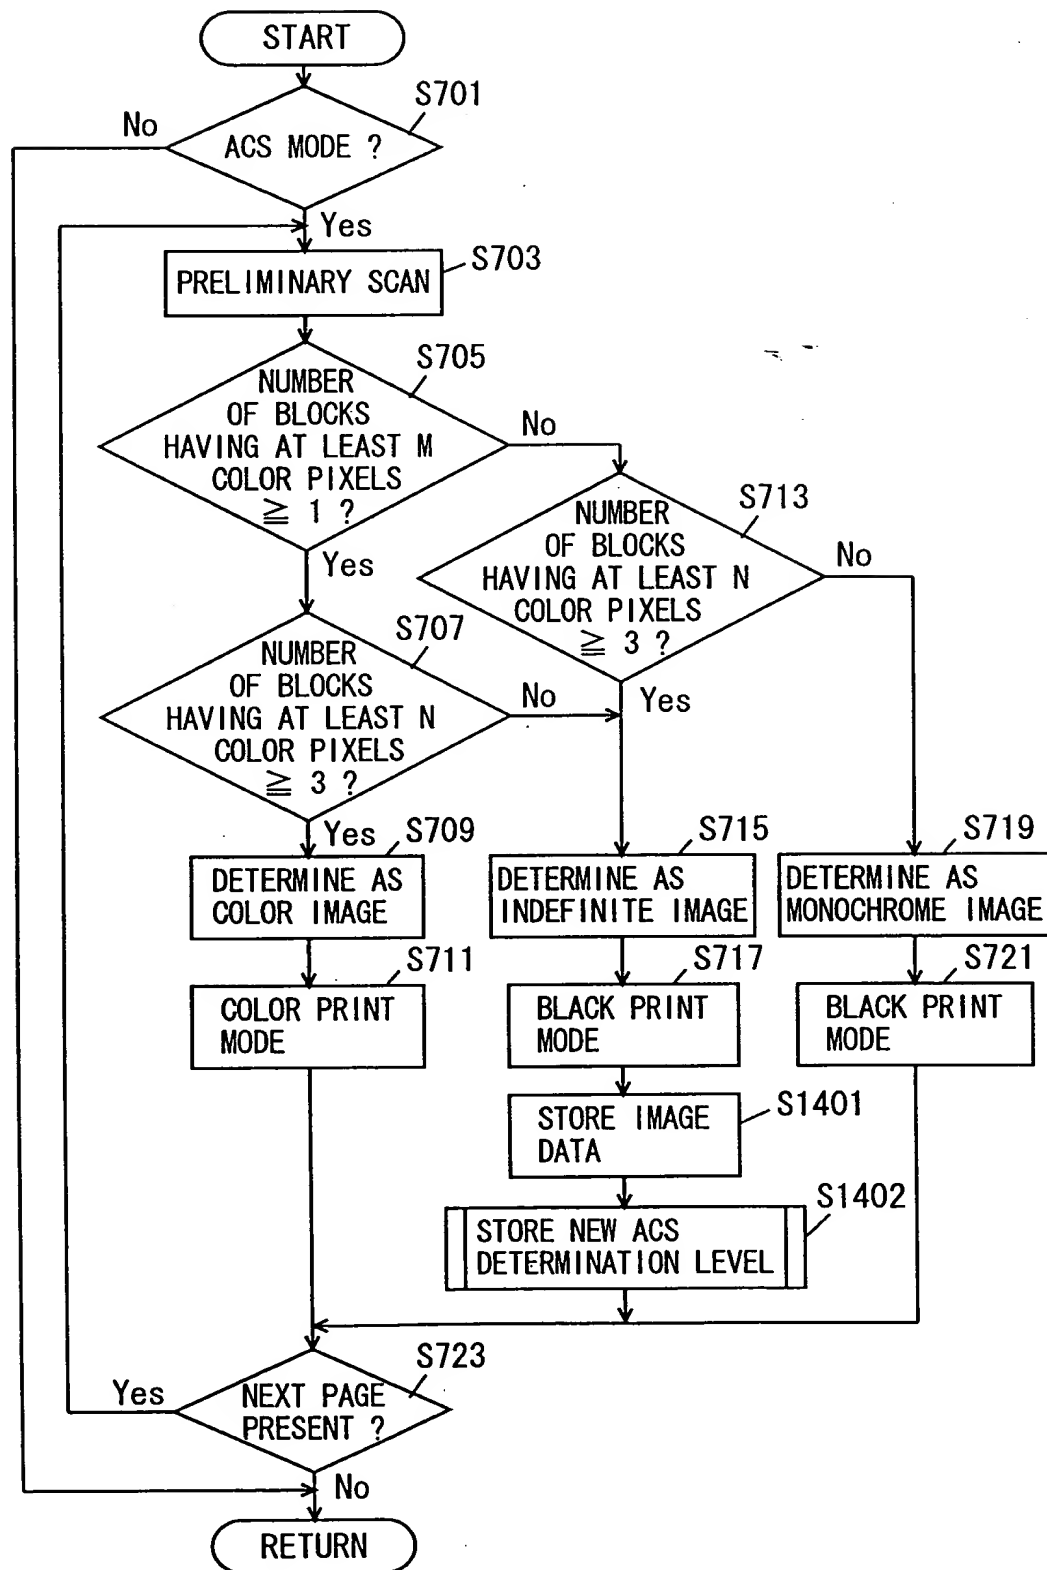 START
S701
No
ACS MODE ?
Yes
S703
PRELIMINARY SCAN
S705
NUMBER
OF BLOCKS
HAVING AT LEAST M
COLOR PIXELS
≧ 1 ?
No
Yes
S713
NUMBER
OF BLOCKS
HAVING AT LEAST N
COLOR PIXELS
≧ 3 ?
No
Yes
S707
NUMBER
OF BLOCKS
HAVING AT LEAST N
COLOR PIXELS
≧ 3 ?
No
Yes
S709
DETERMINE AS
COLOR IMAGE
S715
DETERMINE AS
INDEFINITE IMAGE
S719
DETERMINE AS
MONOCHROME IMAGE
S711
COLOR PRINT
MODE
S717
BLACK PRINT
MODE
S721
BLACK PRINT
MODE
S1401
STORE IMAGE
DATA
S1402
STORE NEW ACS
DETERMINATION LEVEL
S723
Yes
NEXT PAGE
PRESENT ?
No
RETURN